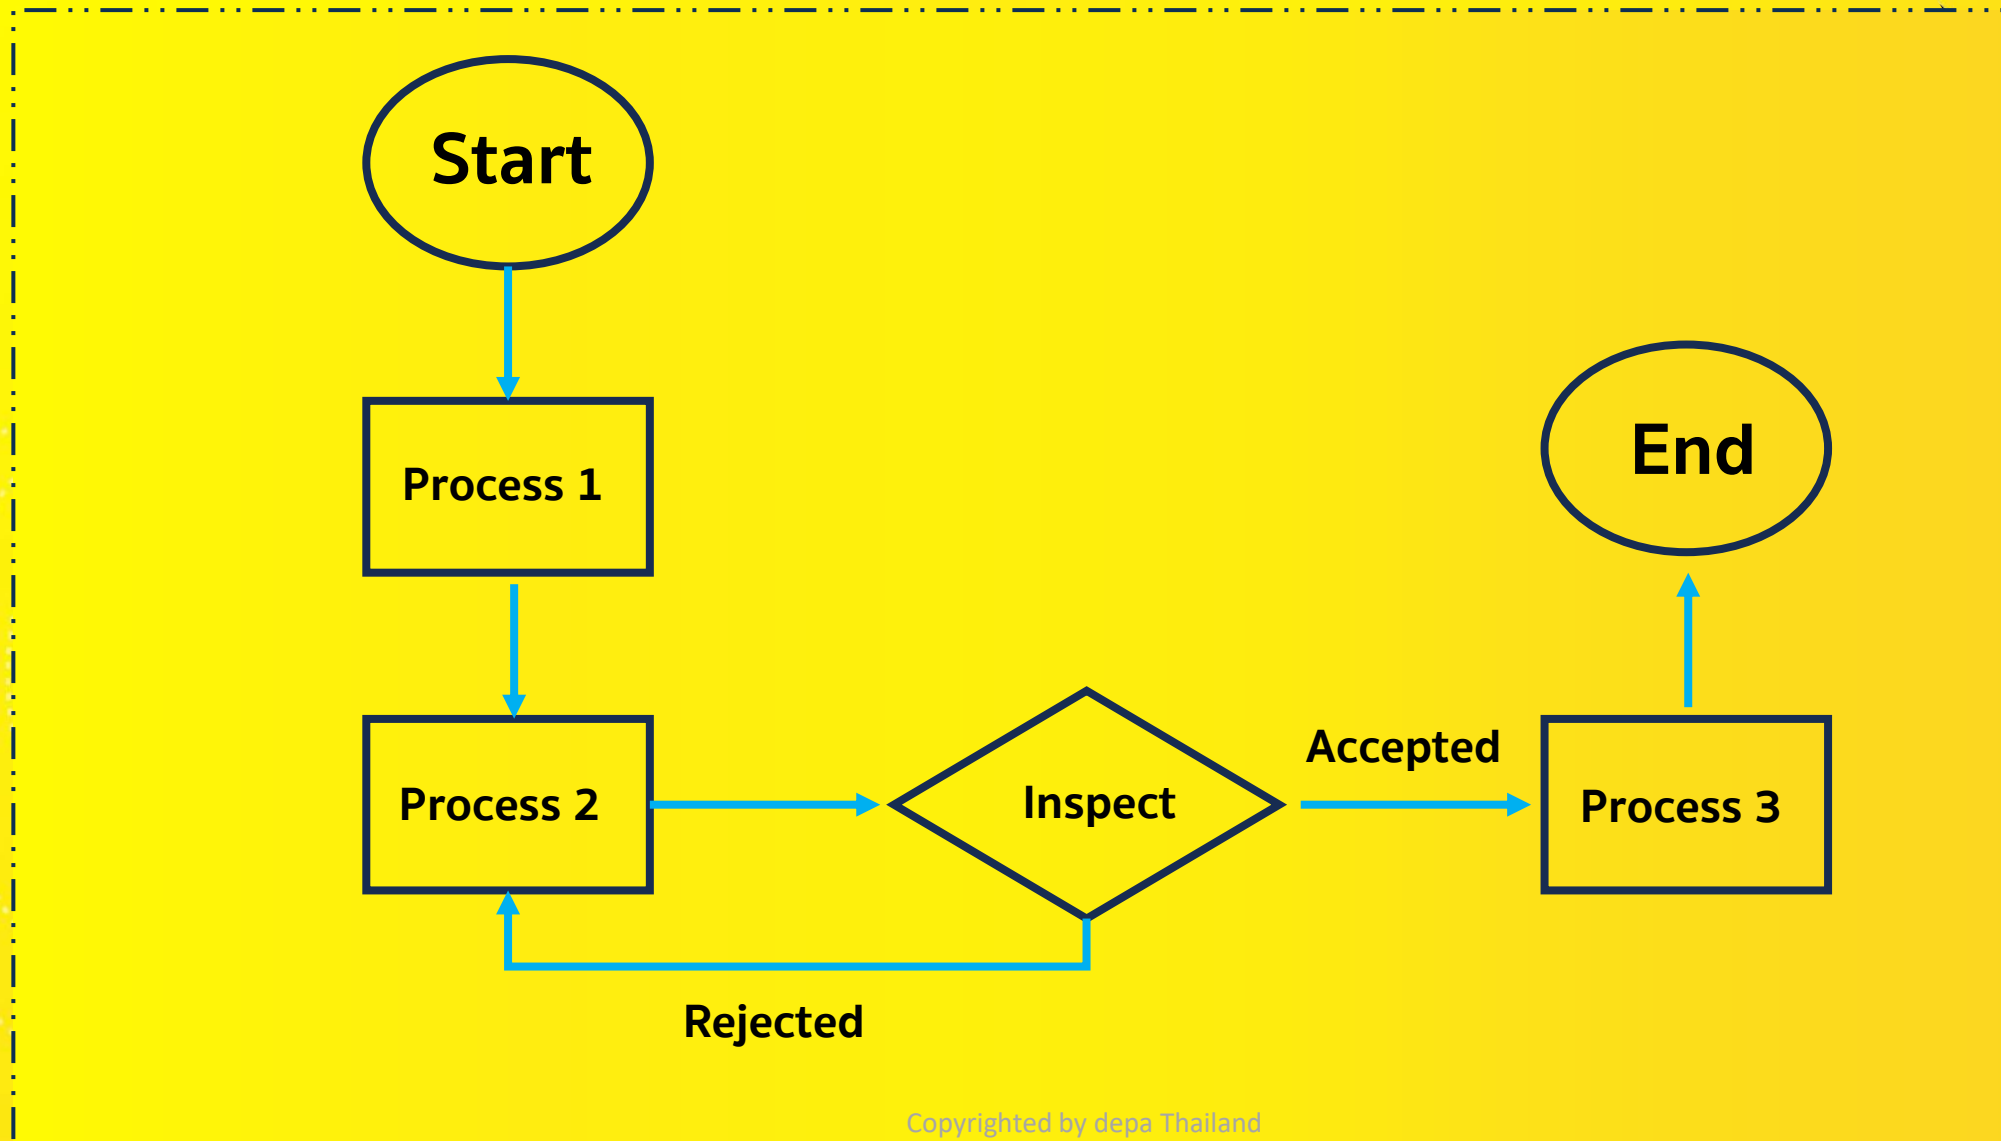 Start
Process 1
End
Process 2
Inspect
Accepted
Process 3
Rejected
Copyrighted by depa Thailand